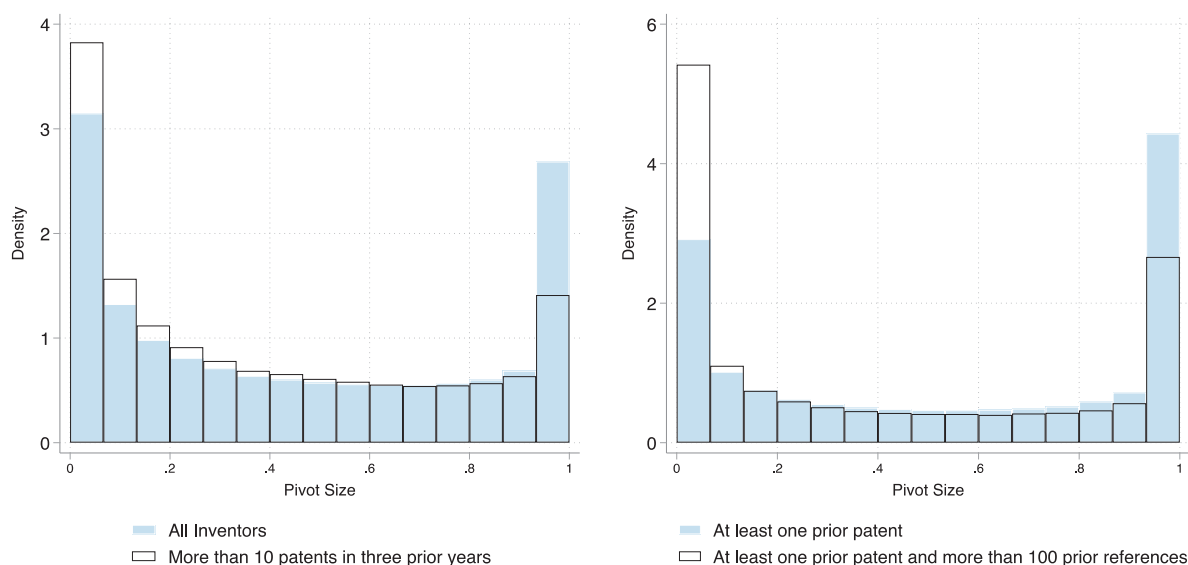 4
3
2
1
0
Density
0
.2
.4
.6
.8
1
Pivot Size
All Inventors
More than 10 patents in three prior years
6
4
2
0
Density
0
.2
.4
.6
.8
1
Pivot Size
At least one prior patent
At least one prior patent and more than 100 prior references